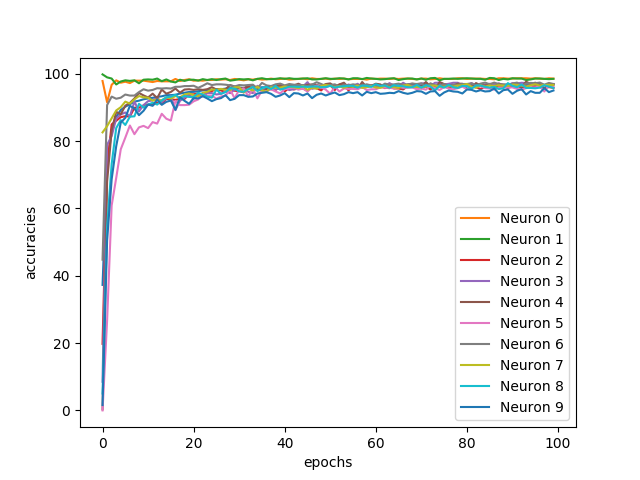 100
80
60
40
20
0
accuracies
0 20 40 60 80 100
epochs
Neuron 0
Neuron 1
Neuron 2
Neuron 3
Neuron 4
Neuron 5
Neuron 6
Neuron 7
Neuron 8
Neuron 9